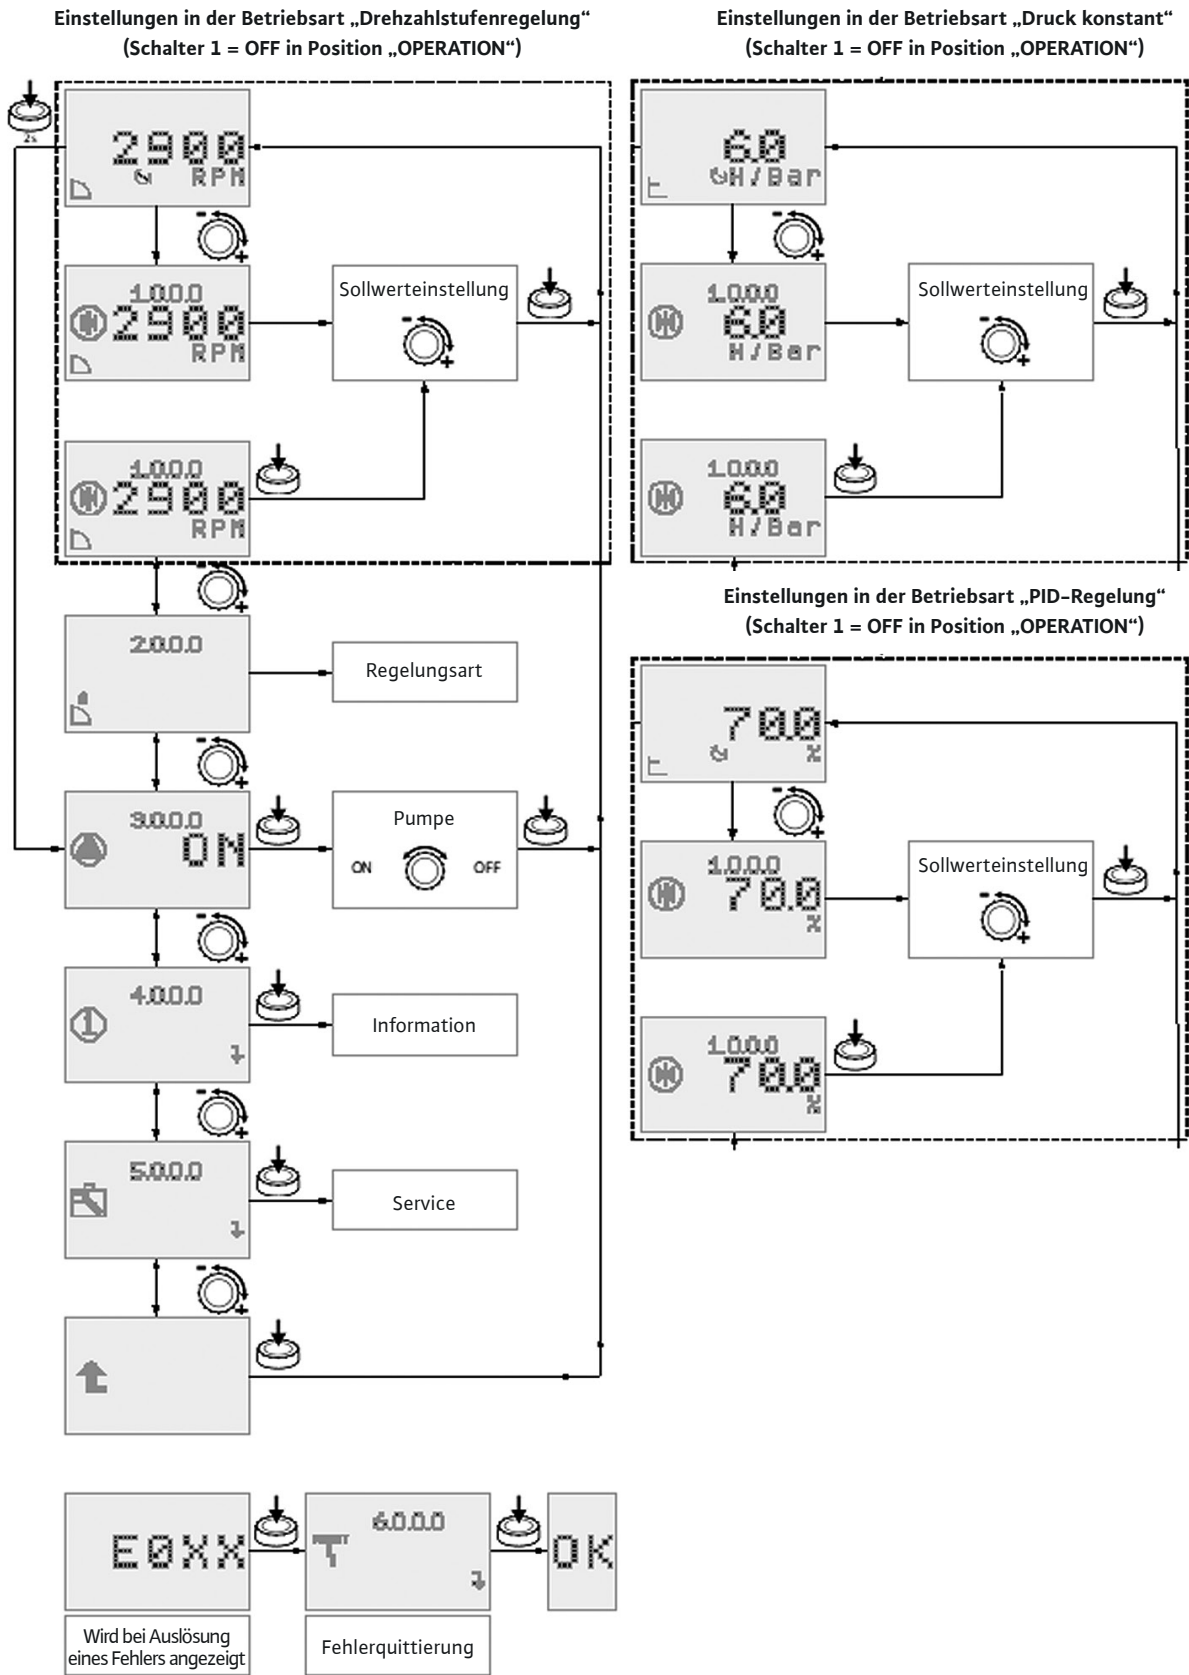 Einstellungen in der Betriebsart „Drehzahlstufenregelung“
(Schalter 1 = OFF in Position „OPERATION“)
2s
2900
RPM
- +
1.0.0.0
2900
RPM
Sollwerteinstellung
- +
1.0.0.0
2900
RPM
- +
2.0.0.0
Regelungsart
- +
3.0.0.0
ON
Pumpe
ON OFF
- +
4.0.0.0
1
Information
- +
5.0.0.0
Service
- +
E0XX
Wird bei Auslösung
eines Fehlers angezeigt
6.0.0.0
Fehlerquittierung
OK
Einstellungen in der Betriebsart „Druck konstant“
(Schalter 1 = OFF in Position „OPERATION“)
6.0
H/Bar
- +
1.0.0.0
6.0
H/Bar
Sollwerteinstellung
- +
1.0.0.0
6.0
H/Bar
Einstellungen in der Betriebsart „PID-Regelung“
(Schalter 1 = OFF in Position „OPERATION“)
70.0
%
- +
1.0.0.0
70.0
%
Sollwerteinstellung
- +
1.0.0.0
70.0
%